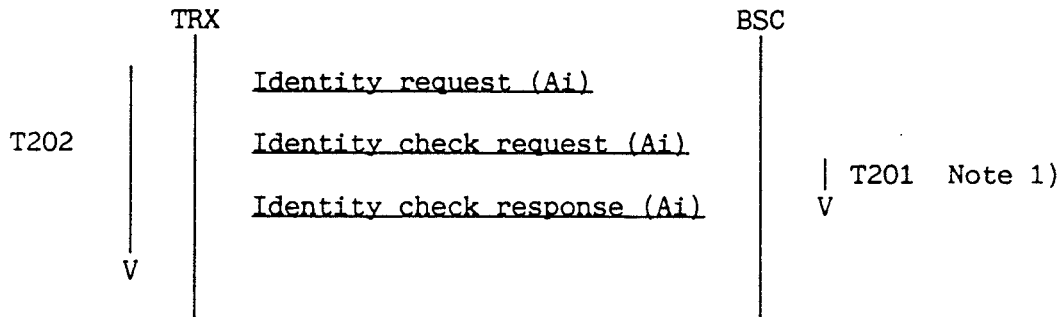 TRX BSC
Identity request (Ai)
T202 Identity check request (Ai)
T201 Note 1)
Identity check response (Ai)
V
V